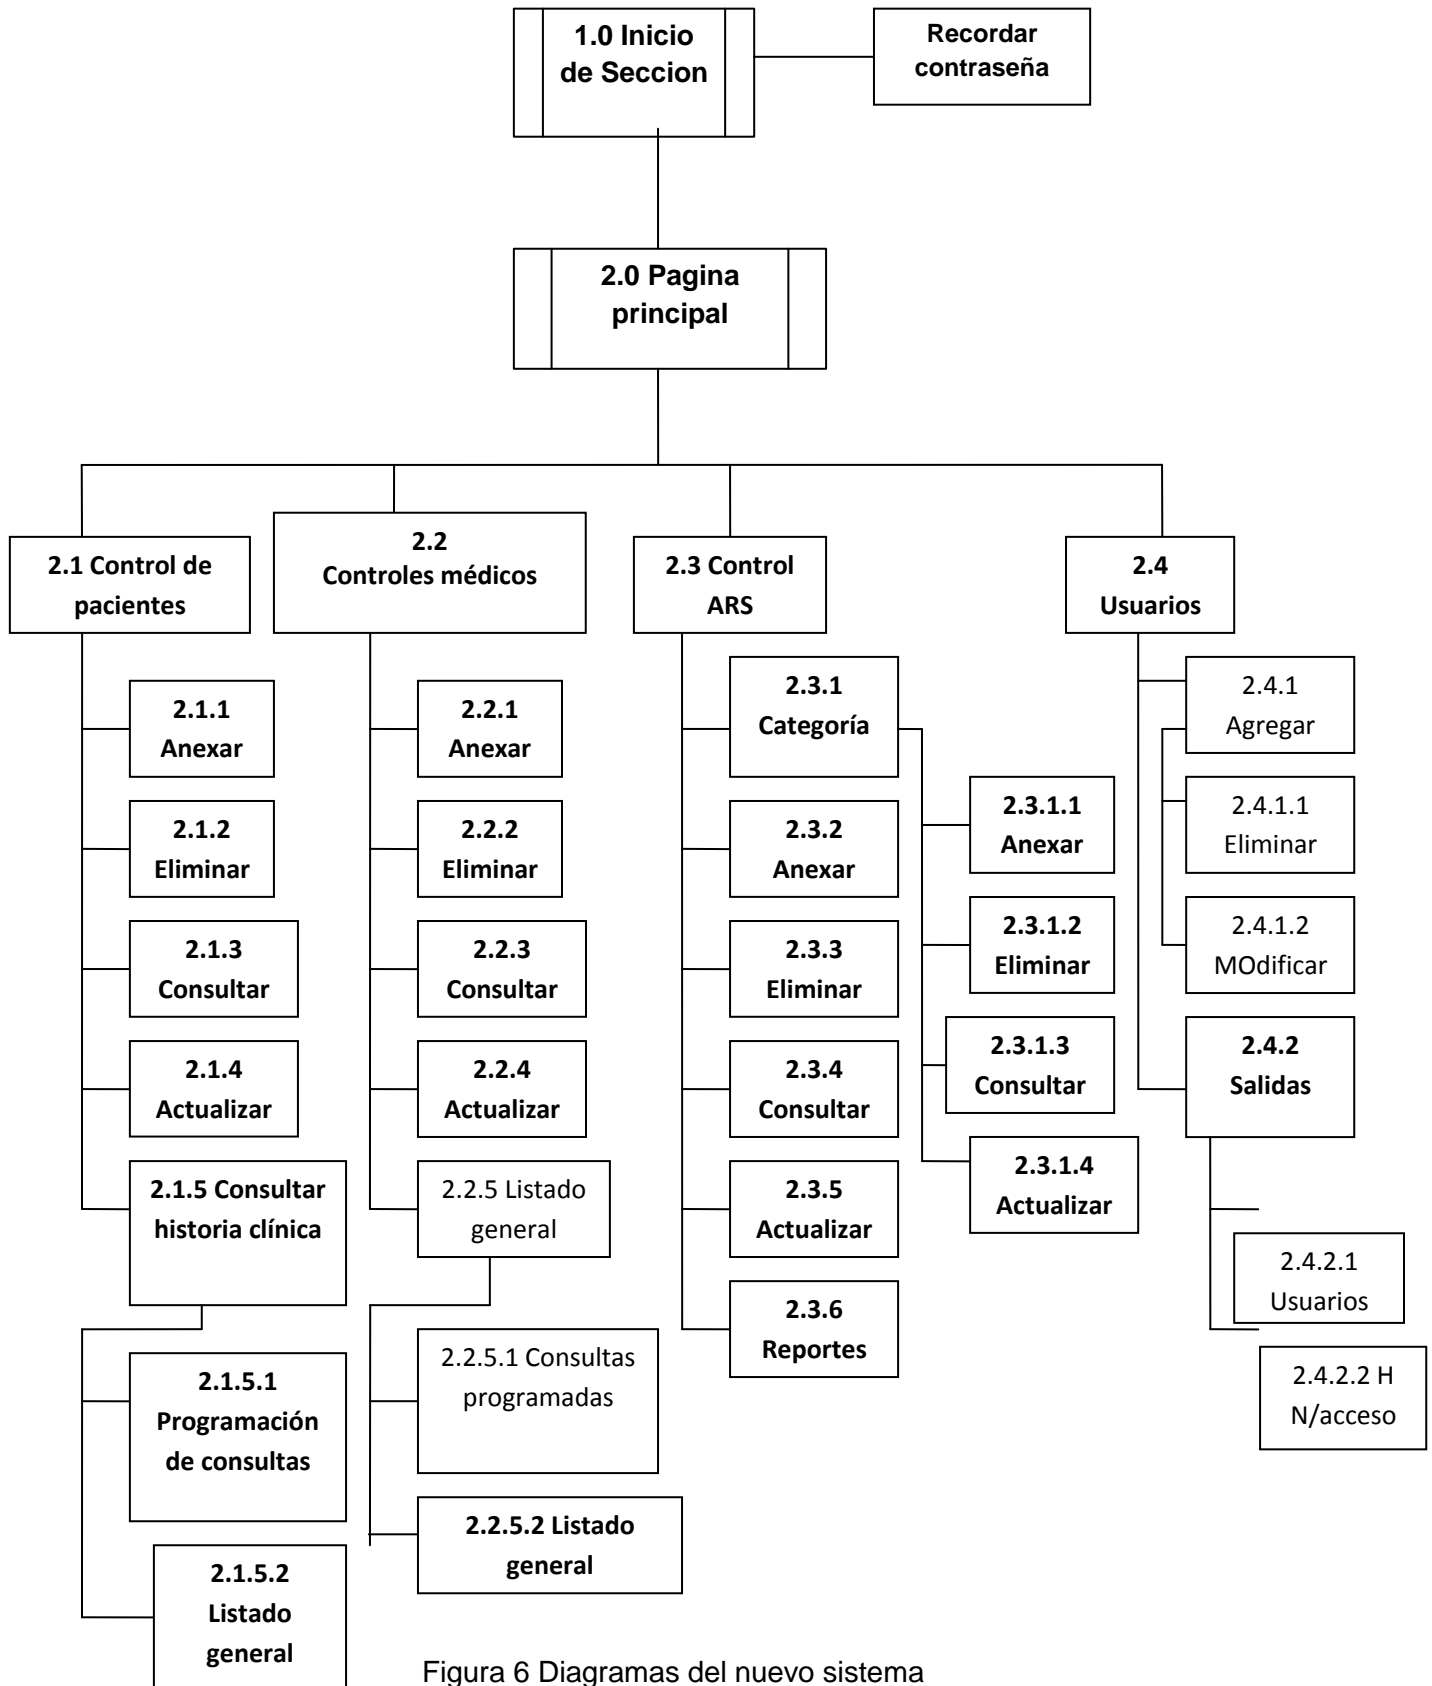 1.0 Inicio
de Seccion
Recordar
contraseña
2.0 Pagina
principal
2.1 Control de
pacientes
2.1.1
Anexar
2.1.2
Eliminar
2.1.3
Consultar
2.1.4
Actualizar
2.1.5 Consultar
historia clínica
2.1.5.1
Programación
de consultas
2.1.5.2
Listado
general
2.2
Controles médicos
2.2.1
Anexar
2.2.2
Eliminar
2.2.3
Consultar
2.2.4
Actualizar
2.2.5 Listado
general
2.2.5.1 Consultas
programadas
2.2.5.2 Listado
general
2.3 Control
ARS
2.3.1
Categoría
2.3.1.1
Anexar
2.3.1.2
Eliminar
2.3.1.3
Consultar
2.3.1.4
Actualizar
2.3.2
Anexar
2.3.3
Eliminar
2.3.4
Consultar
2.3.5
Actualizar
2.3.6
Reportes
2.4
Usuarios
2.4.1
Agregar
2.4.1.1
Eliminar
2.4.1.2
MOdificar
2.4.2
Salidas
2.4.2.1
Usuarios
2.4.2.2 H
N/acceso
Figura 6 Diagramas del nuevo sistema